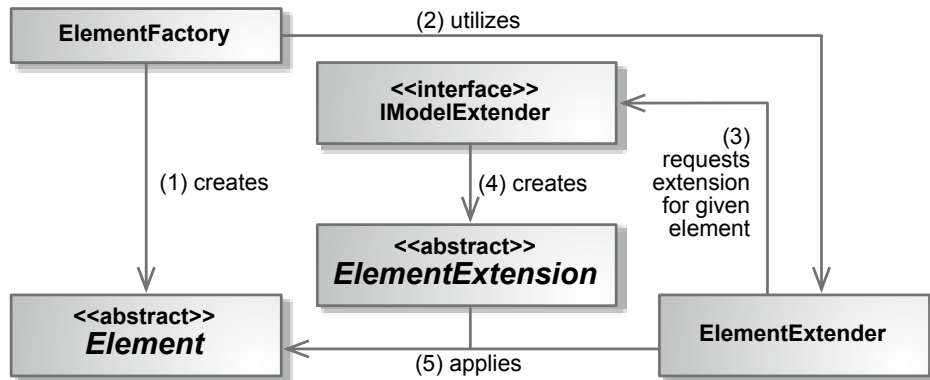 ElementFactory
(2) utilizes
<<interface>>
IModelExtender
(3)
requests
extension
for given
element
(1) creates
(4) creates
<<abstract>>
ElementExtension
<<abstract>>
Element
ElementExtender
(5) applies